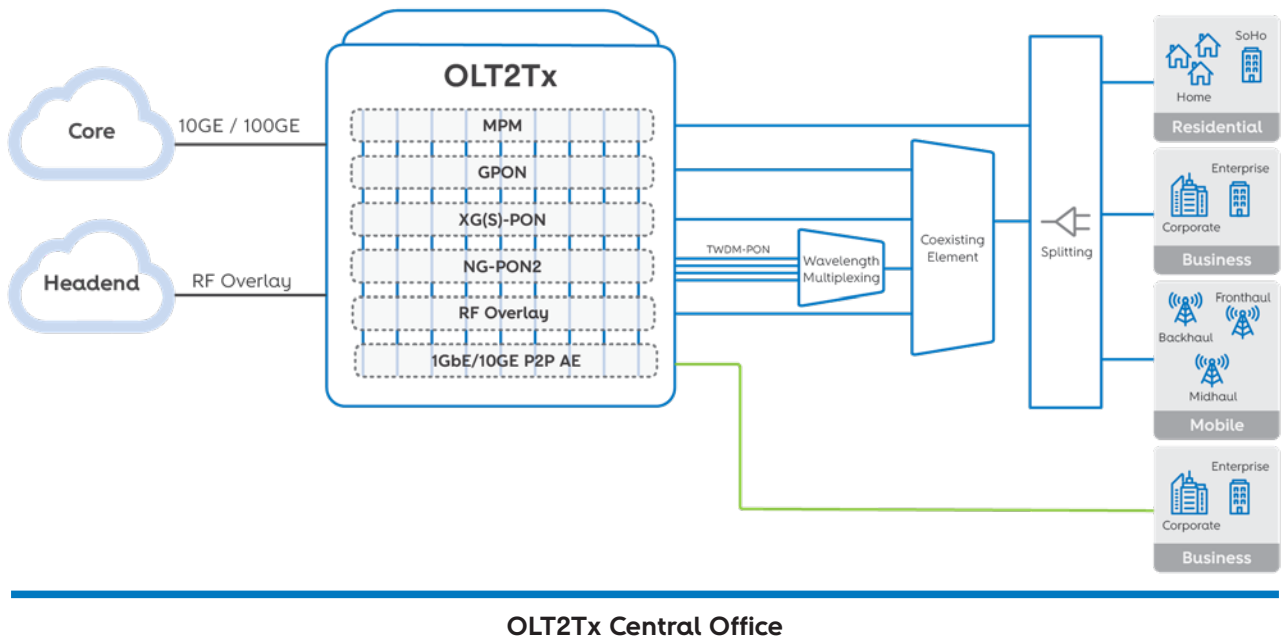 OLT2Tx
Core
10GE / 100GE
Headend
RF Overlay
MPM
GPON
XG(S)-PON
NG-PON2
RF Overlay
1GbE/10GE P2P AE
TWDM-PON
Wavelength
Multiplexing
Coexisting
Element
Splitting
SoHo
Home
Residential
Enterprise
Corporate
Business
Fronthaul
Backhaul
Midhaul
Mobile
Enterprise
Corporate
Business
OLT2Tx Central Office